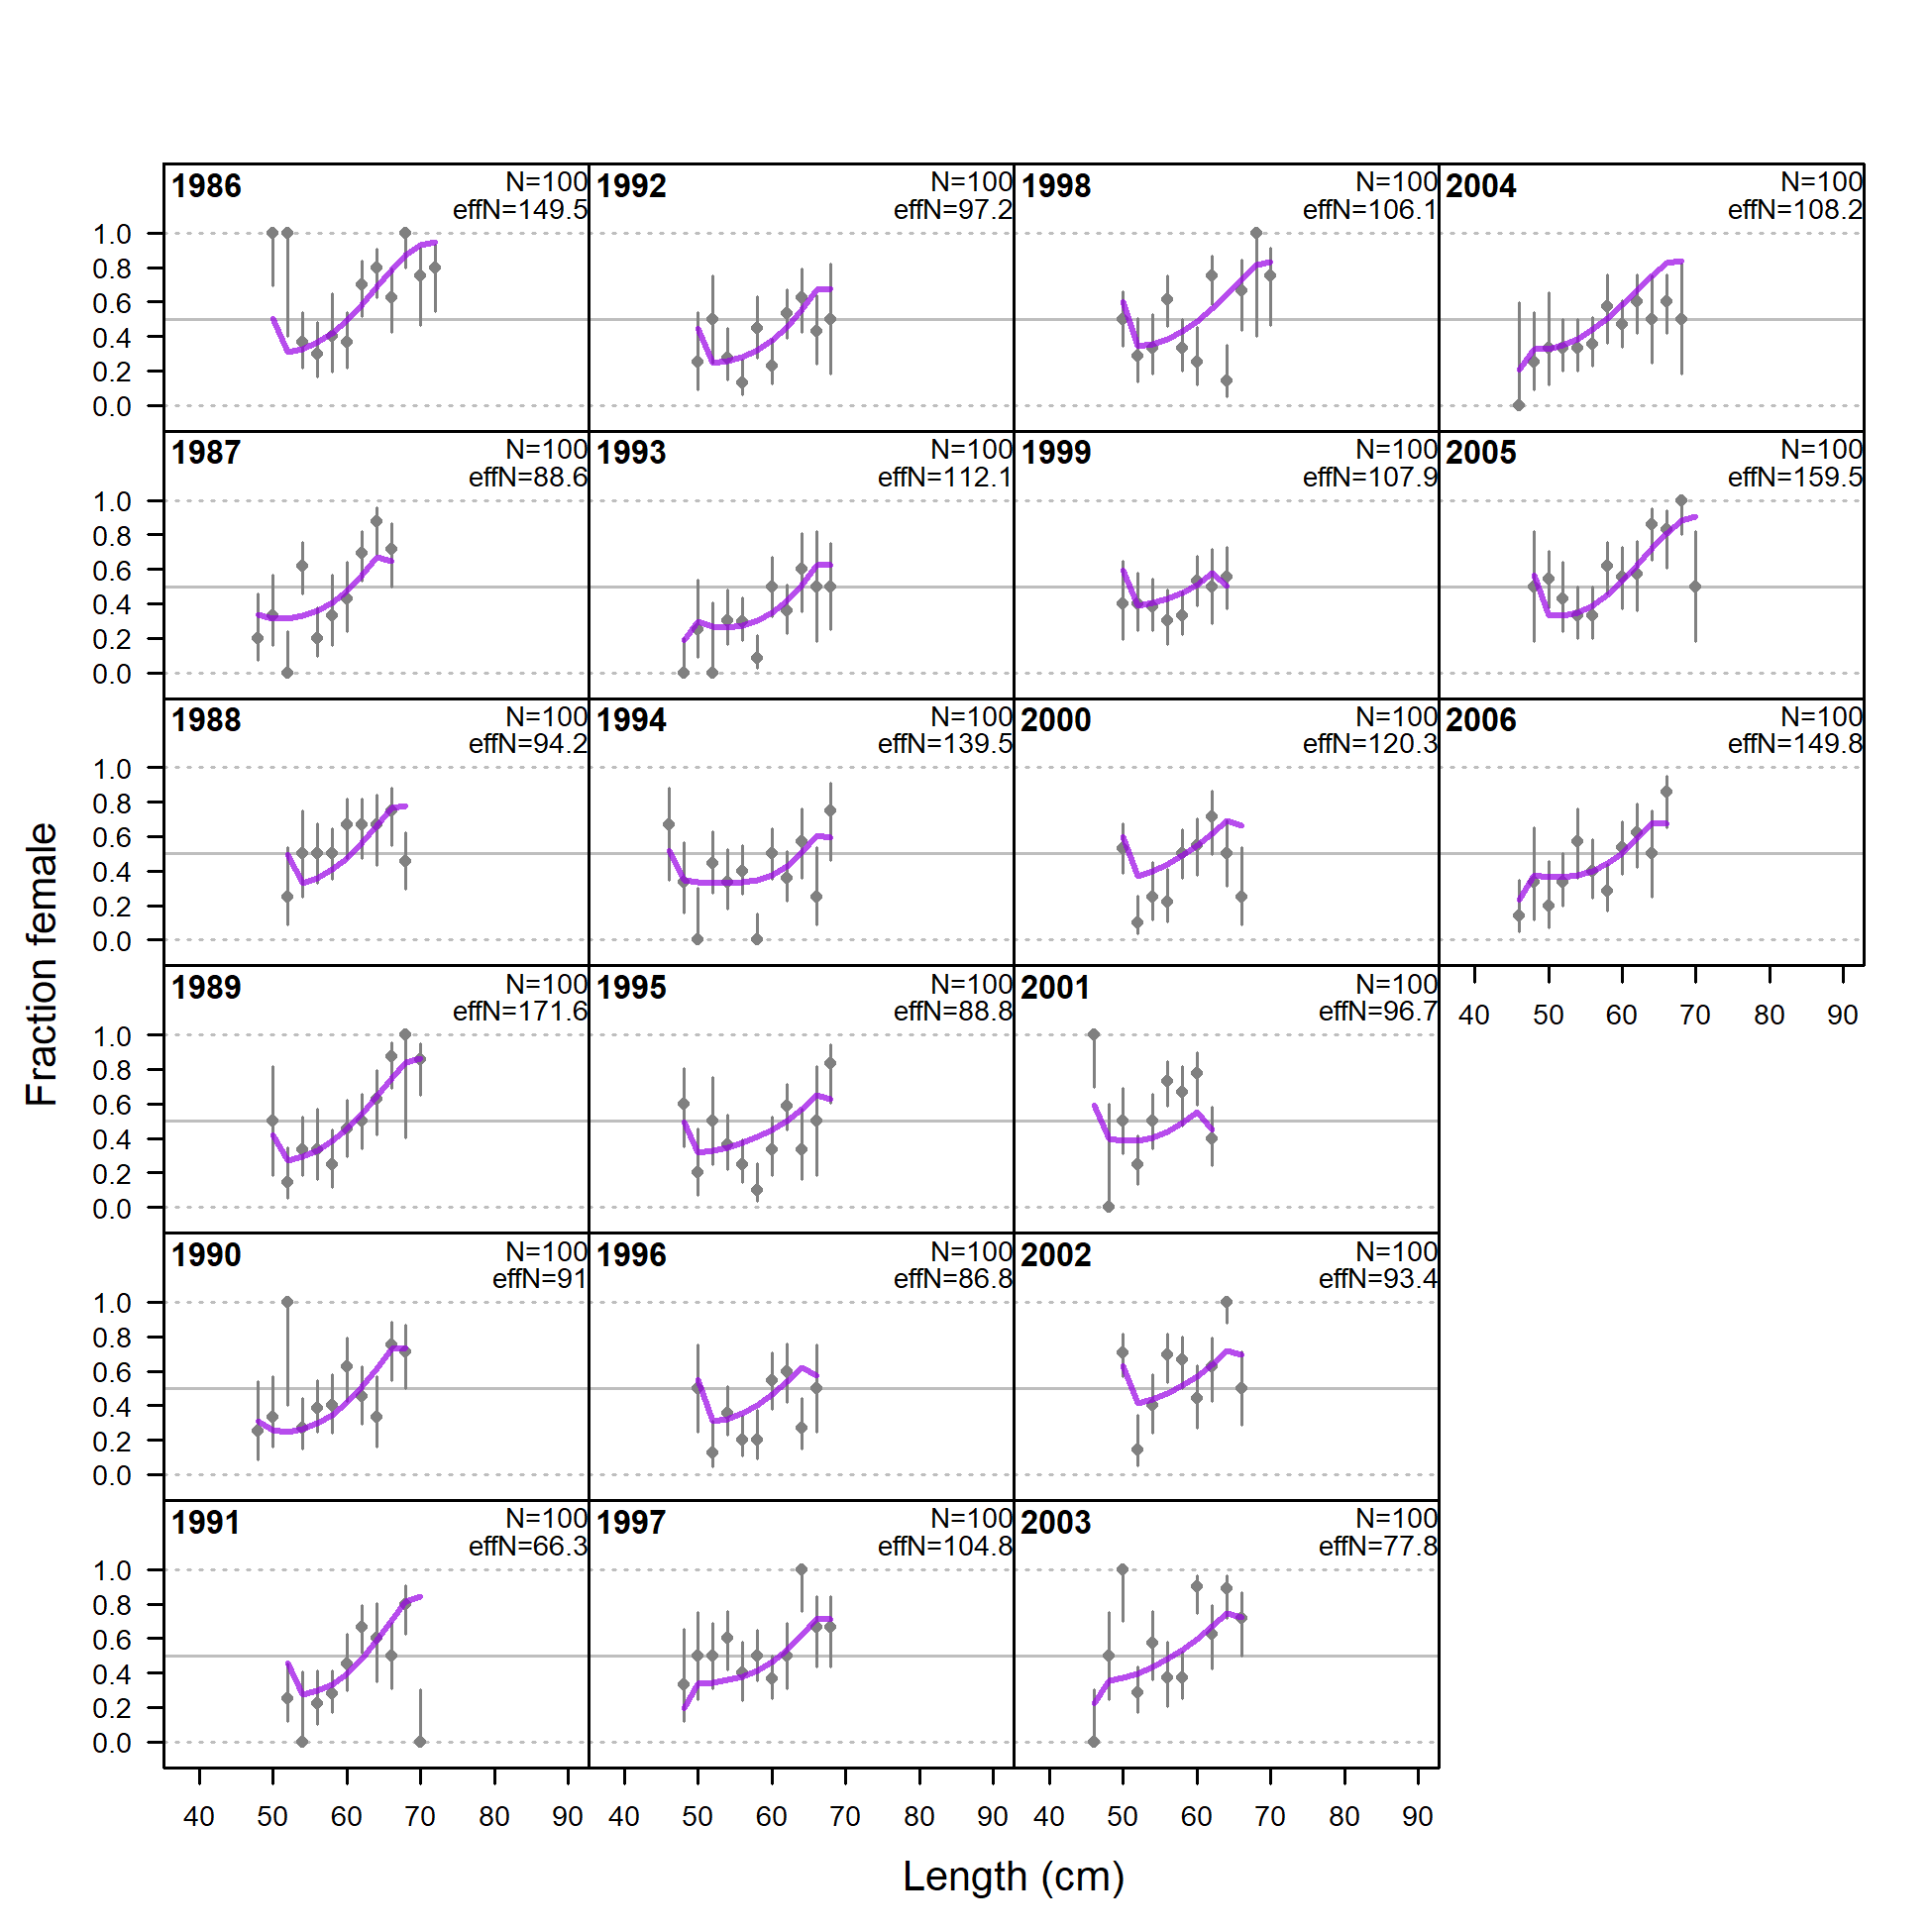 1986 N=100 1992 N=100 1998 N=100 2004 N=100
effN=149.5 effN=97.2 effN=106.1 effN=108.2
1.0
0.8
0.6
0.4
0.2
0.0
1987 N=100 1993 N=100 1999 N=100 2005 N=100
effN=88.6 effN=112.1 effN=107.9 effN=159.5
1.0
0.8
0.6
0.4
0.2
0.0
1988 N=100 1994 N=100 2000 N=100 2006 N=100
effN=94.2 effN=139.5 effN=120.3 effN=149.8
1.0
0.8
0.6
0.4
0.2
0.0
Fraction female
1989 N=100 1995 N=100 2001 N=100
effN=171.6 effN=88.8 effN=96.7
40 50 60 70 80 90
1.0
0.8
0.6
0.4
0.2
0.0
1990 N=100 1996 N=100 2002 N=100
effN=91 effN=86.8 effN=93.4
1.0
0.8
0.6
0.4
0.2
0.0
1991 N=100 1997 N=100 2003 N=100
effN=66.3 effN=104.8 effN=77.8
1.0
0.8
0.6
0.4
0.2
0.0
40 50 60 70 80 90 40 50 60 70 80 90 40 50 60 70 80 90
Length (cm)